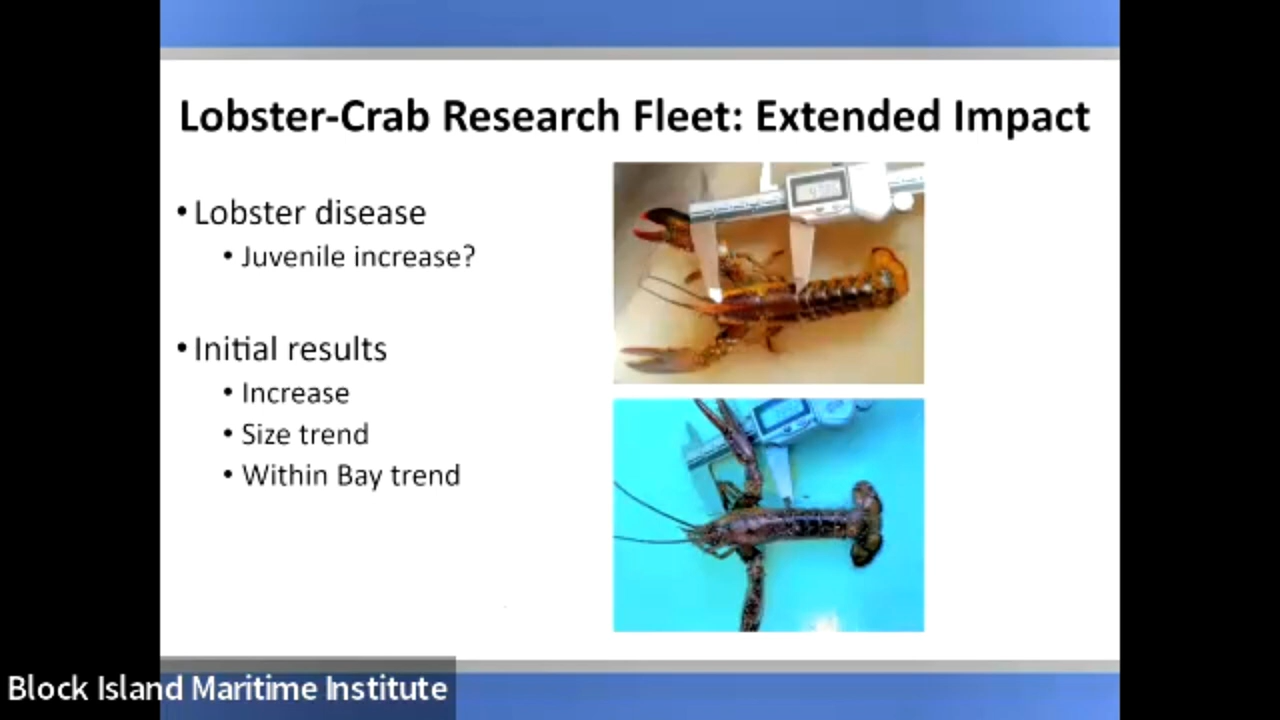 Lobster-Crab Research Fleet: Extended Impact
• Lobster disease
• Juvenile increase?
• Initial results
• Increase
• Size trend
• Within Bay trend
Block Island Maritime Institute